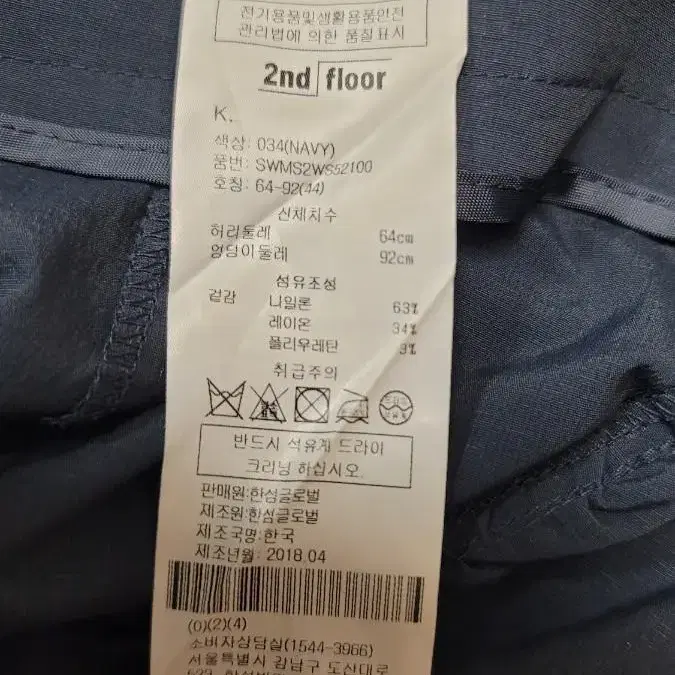 전기용품및생활용품안전
관리법에 의한 품질표시
2nd floor
K.
색상: 034(NAVY)
품번: SWMS2WS52100
호칭: 64-92(44)
신체치수
허리둘레 64cm
엉덩이둘레 92cm
섬유조성
겉감 나일론 63%
레이온 34%
폴리우레탄 3%
취급주의
반드시 석유계 드라이
크리닝 하십시오.
판매원:한섬글로벌
제조원:한섬글로벌
제조국명:한국
제조년월: 2018.04
(0)(2)(4)
소비자상담실(1544-3966)
서울특별시 강남구 도산대로